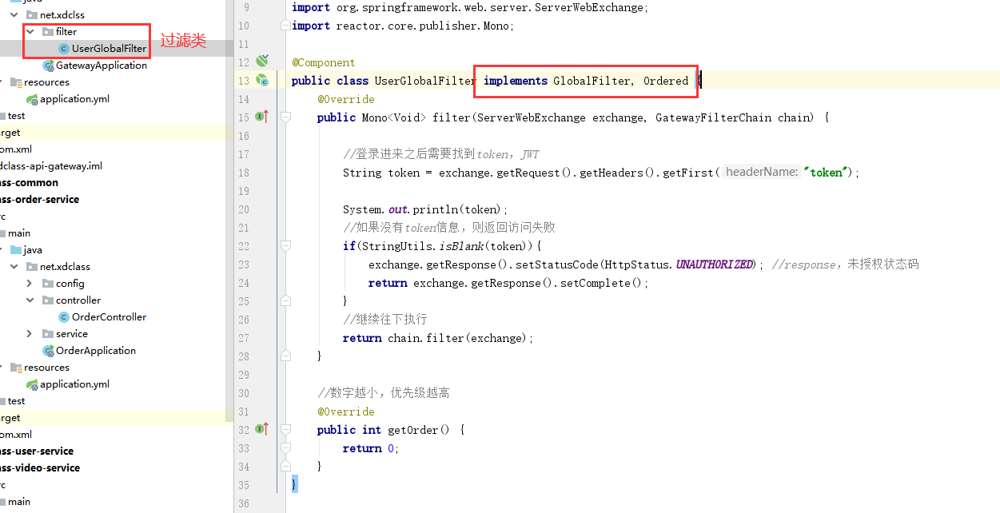 java
net.xdclss
filter
UserGlobalFilter
过滤类
GatewayApplication
resources
application.yml
test
rget
om.xml
dclass-api-gateway.iml
ss-common
ass-order-service
rc
main
java
net.xdclass
config
controller
OrderController
service
OrderApplication
resources
application.yml
test
rget
om.xml
ss-user-service
ss-video-service
rc
main
9 import org.springframework.web.server.ServerWebExchange;
10 import reactor.core.publisher.Mono;
11
12 @Component
13 public class UserGlobalFilter implements GlobalFilter, Ordered {
14 @Override
15 public Mono<Void> filter(ServerWebExchange exchange, GatewayFilterChain chain) {
16
17 //登录进来之后需要找到token，JWT
18 String token = exchange.getRequest().getHeaders().getFirst( headerName: "token");
19
20 System.out.println(token);
21 //如果没有token信息，则返回访问失败
22 if(StringUtils.isBlank(token)){
23 exchange.getResponse().setStatusCode(HttpStatus.UNAUTHORIZED); //response，未授权状态码
24 return exchange.getResponse().setComplete();
25 }
26 //继续往下执行
27 return chain.filter(exchange);
28 }
29
30 //数字越小，优先级越高
31 @Override
32 public int getOrder() {
33 return 0;
34 }
35 }
36